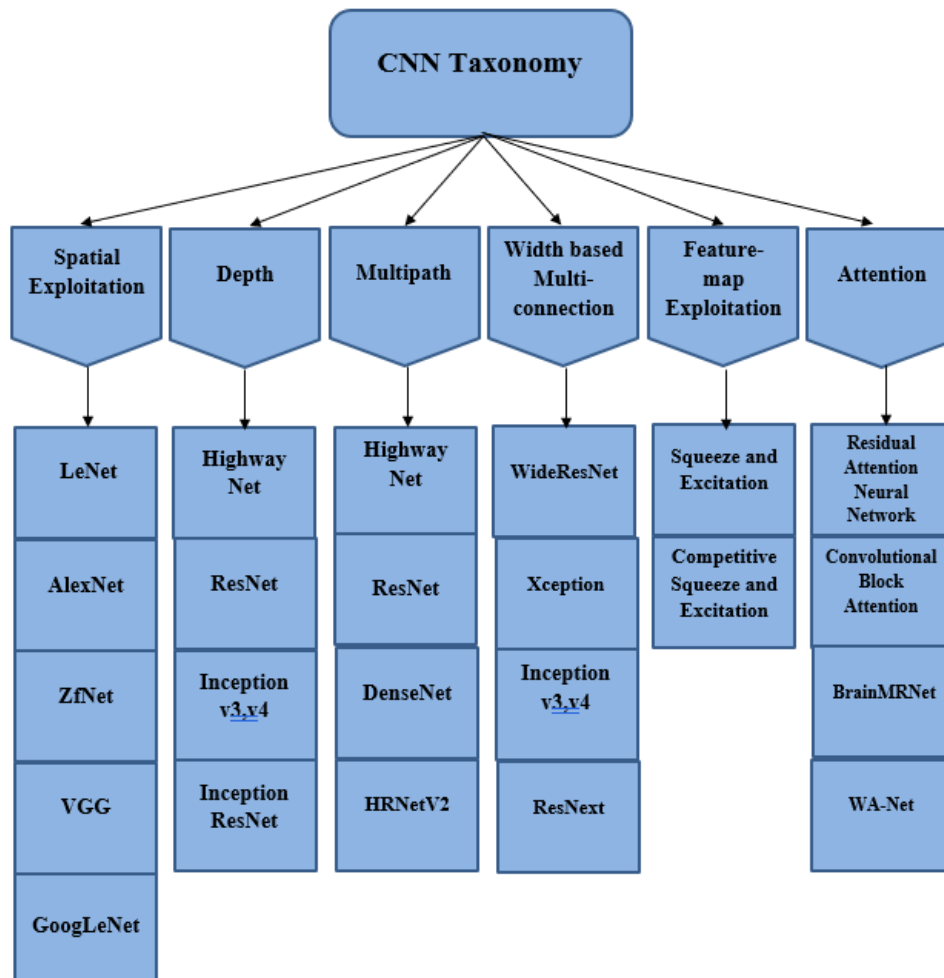 CNN Taxonomy
Spatial
Exploitation
Depth
Multipath
Width based
Multi-
connection
Feature-
map
Exploitation
Attention
LeNet
AlexNet
ZfNet
VGG
GoogLeNet
Highway
Net
ResNet
Inception
v3,v4
Inception
ResNet
Highway
Net
ResNet
DenseNet
HRNetV2
WideResNet
Xception
Inception
v3,v4
ResNext
Squeeze and
Excitation
Competitive
Squeeze and
Excitation
Residual
Attention
Neural
Network
Convolutional
Block
Attention
BrainMRNet
WA-Net